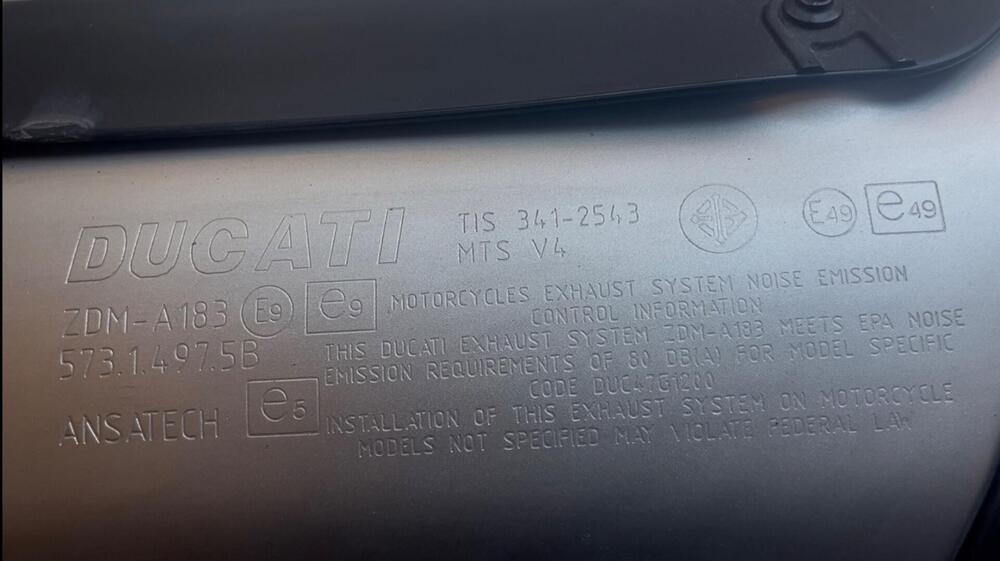 DUCATI
TIS 341-2543
MTS V4
E49
e49
ZDM-A183
E9
e9
573.1.497.5B
ANSATECH
e5
MOTORCYCLES EXHAUST SYSTEM NOISE EMISSION
CONTROL INFORMATION
THIS DUCATI EXHAUST SYSTEM ZDM-A183 MEETS EPA NOISE
EMISSION REQUIREMENTS OF 80 DB(A) FOR MODEL SPECIFIC
CODE DUC47G1200
INSTALLATION OF THIS EXHAUST SYSTEM ON MOTORCYCLE
MODELS NOT SPECIFIED MAY VIOLATE FEDERAL LAW